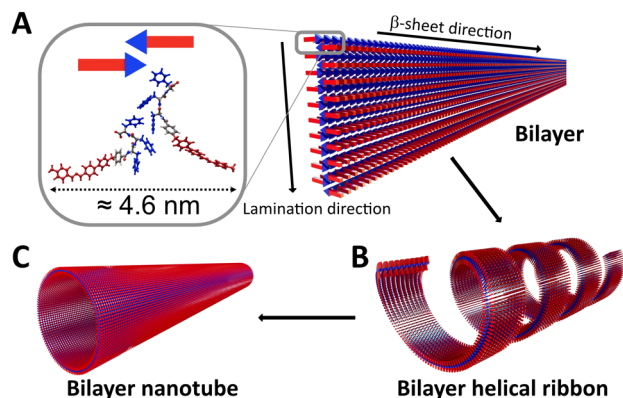 A
β-sheet direction
Bilayer
≈ 4.6 nm
Lamination direction
C
B
Bilayer nanotube
Bilayer helical ribbon